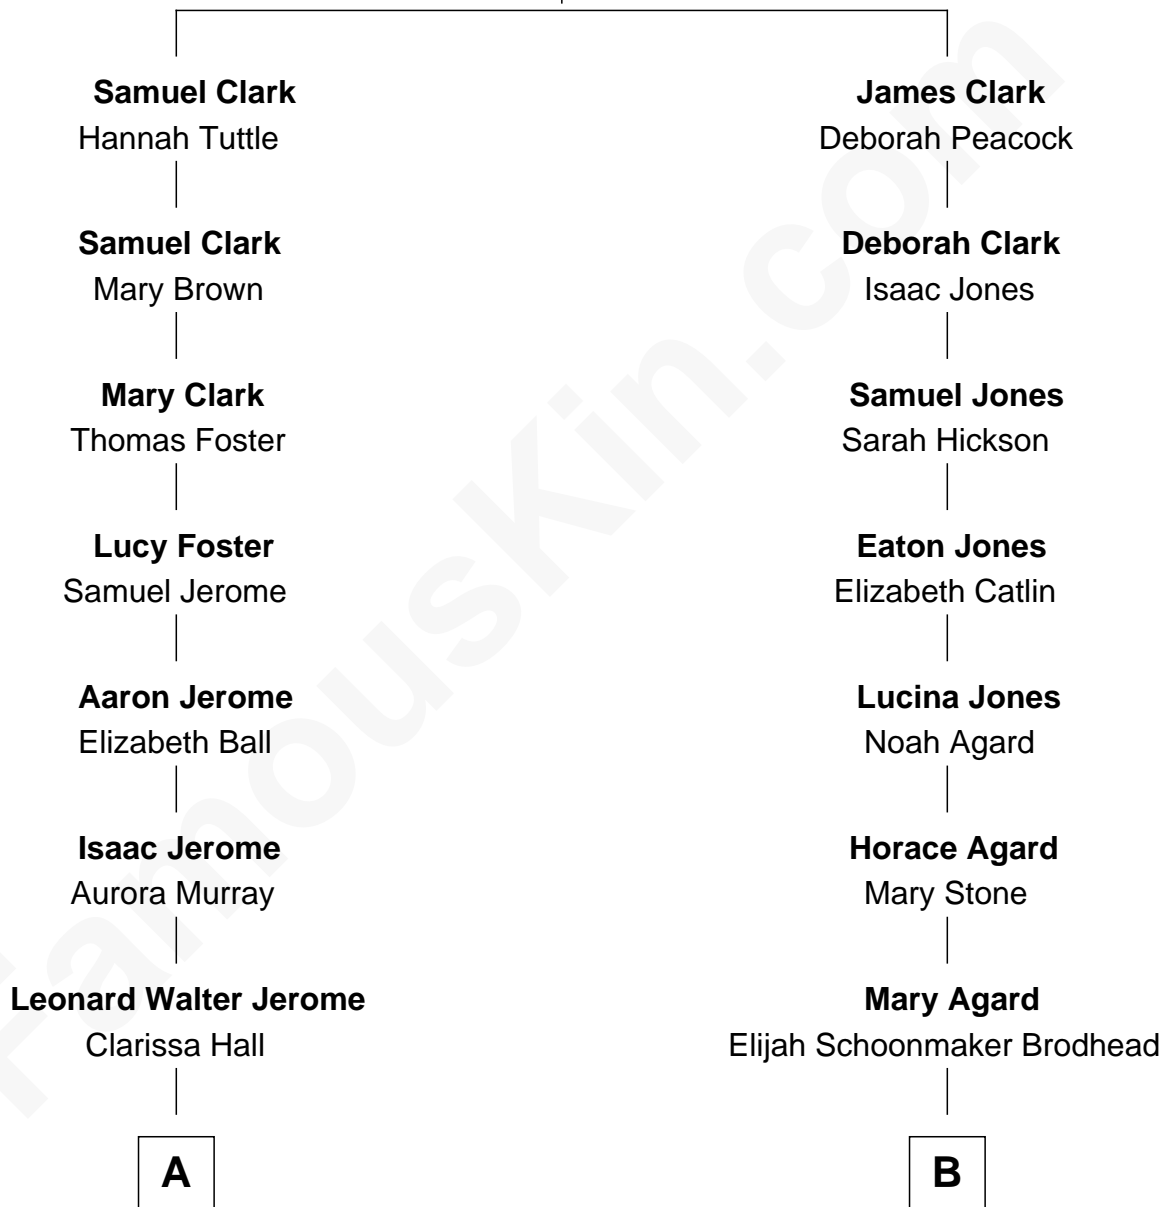 Samuel Clark
Hannah Tuttle
Samuel Clark
Mary Brown
Mary Clark
Thomas Foster
Lucy Foster
Samuel Jerome
Aaron Jerome
Elizabeth Ball
Isaac Jerome
Aurora Murray
Leonard Walter Jerome
Clarissa Hall
A
James Clark
Deborah Peacock
Deborah Clark
Isaac Jones
Samuel Jones
Sarah Hickson
Eaton Jones
Elizabeth Catlin
Lucina Jones
Noah Agard
Horace Agard
Mary Stone
Mary Agard
Elijah Schoonmaker Brodhead
B
FamousKin.com